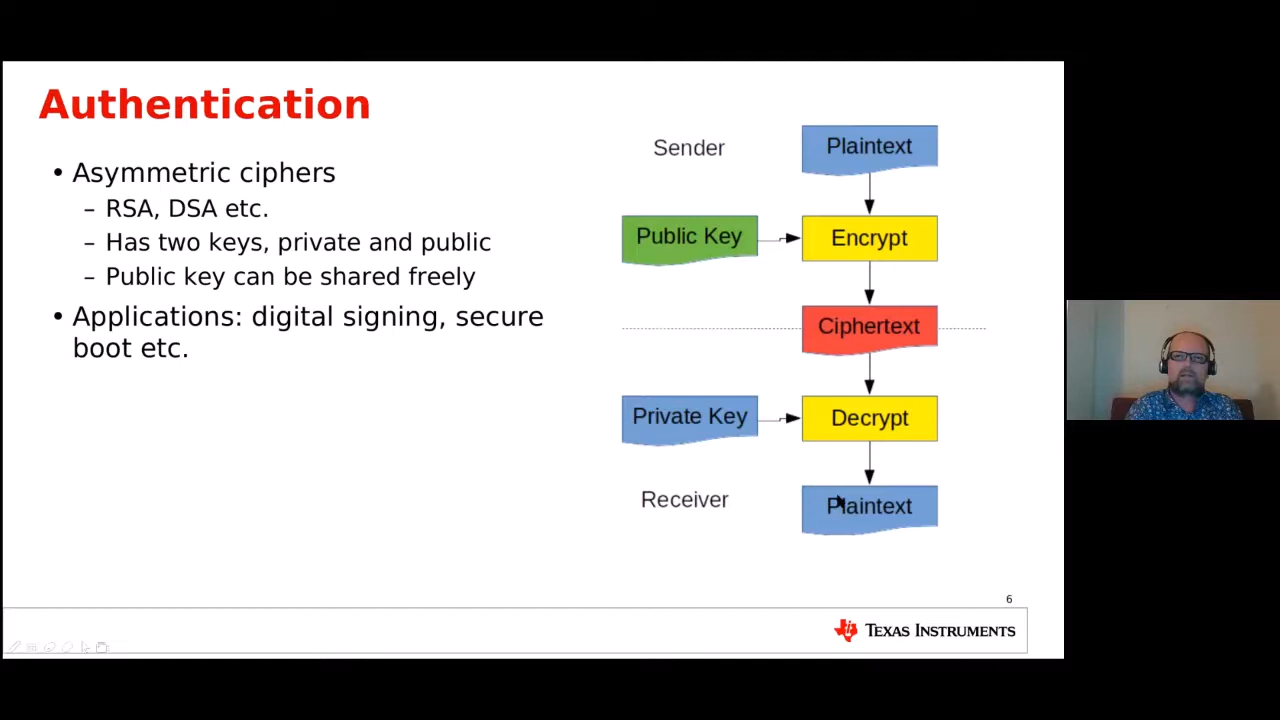 Authentication
• Asymmetric ciphers
– RSA, DSA etc.
– Has two keys, private and public
– Public key can be shared freely
• Applications: digital signing, secure
boot etc.
Sender
Plaintext
Public Key
Encrypt
Ciphertext
Private Key
Decrypt
Receiver
Plaintext
6
TEXAS INSTRUMENTS